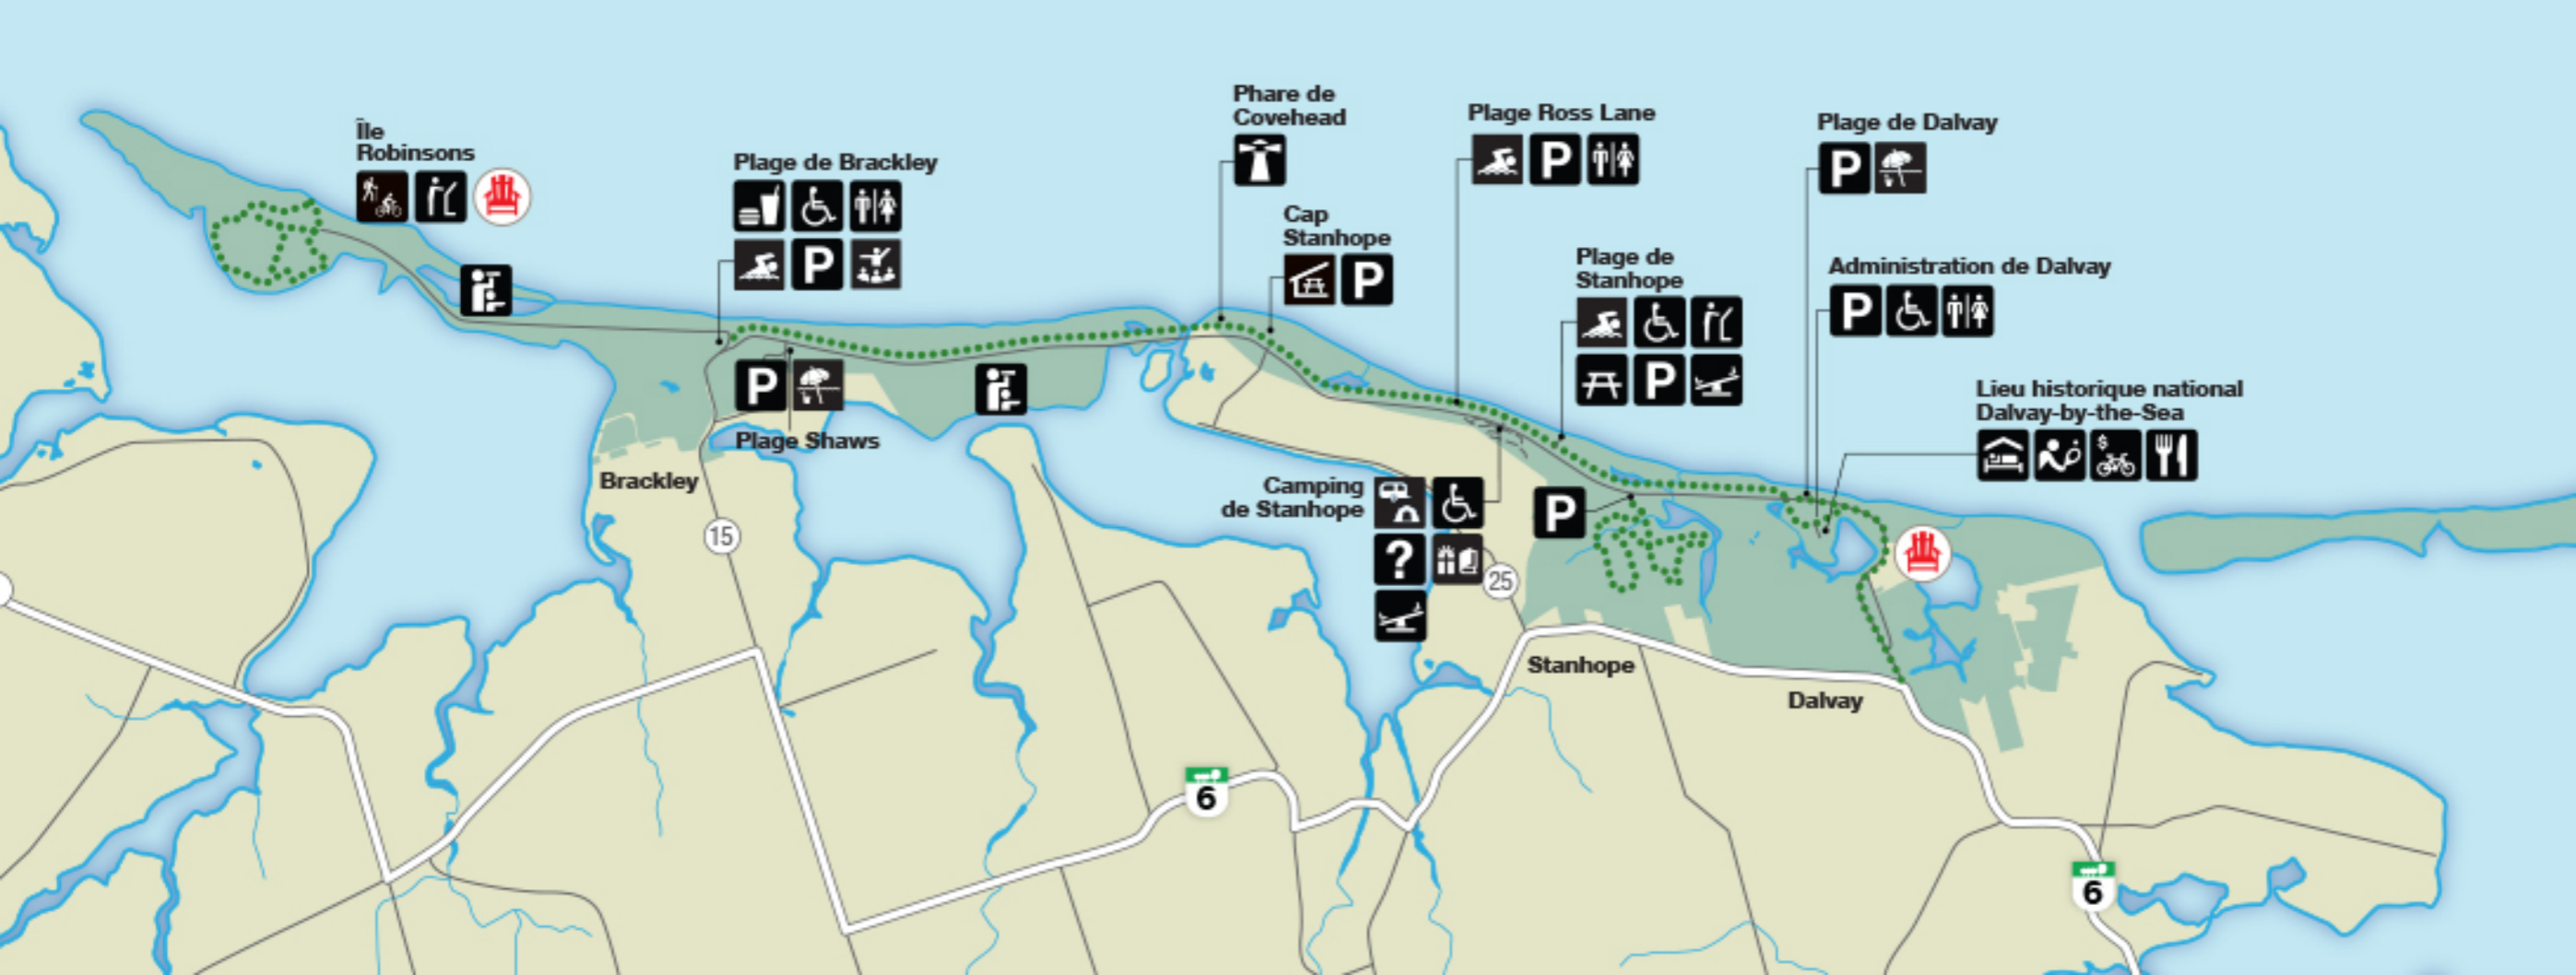 Île
Robinsons
Plage de Brackley
P
P
Plage Shaws
Brackley
15
Phare de
Covehead
Cap
Stanhope
P
Plage Ross Lane
P
Plage de
Stanhope
P
Plage de Dalvay
P
Administration de Dalvay
P
Lieu historique national
Dalvay-by-the-Sea
$
Camping
de Stanhope
?
P
25
Stanhope
Dalvay
6
6